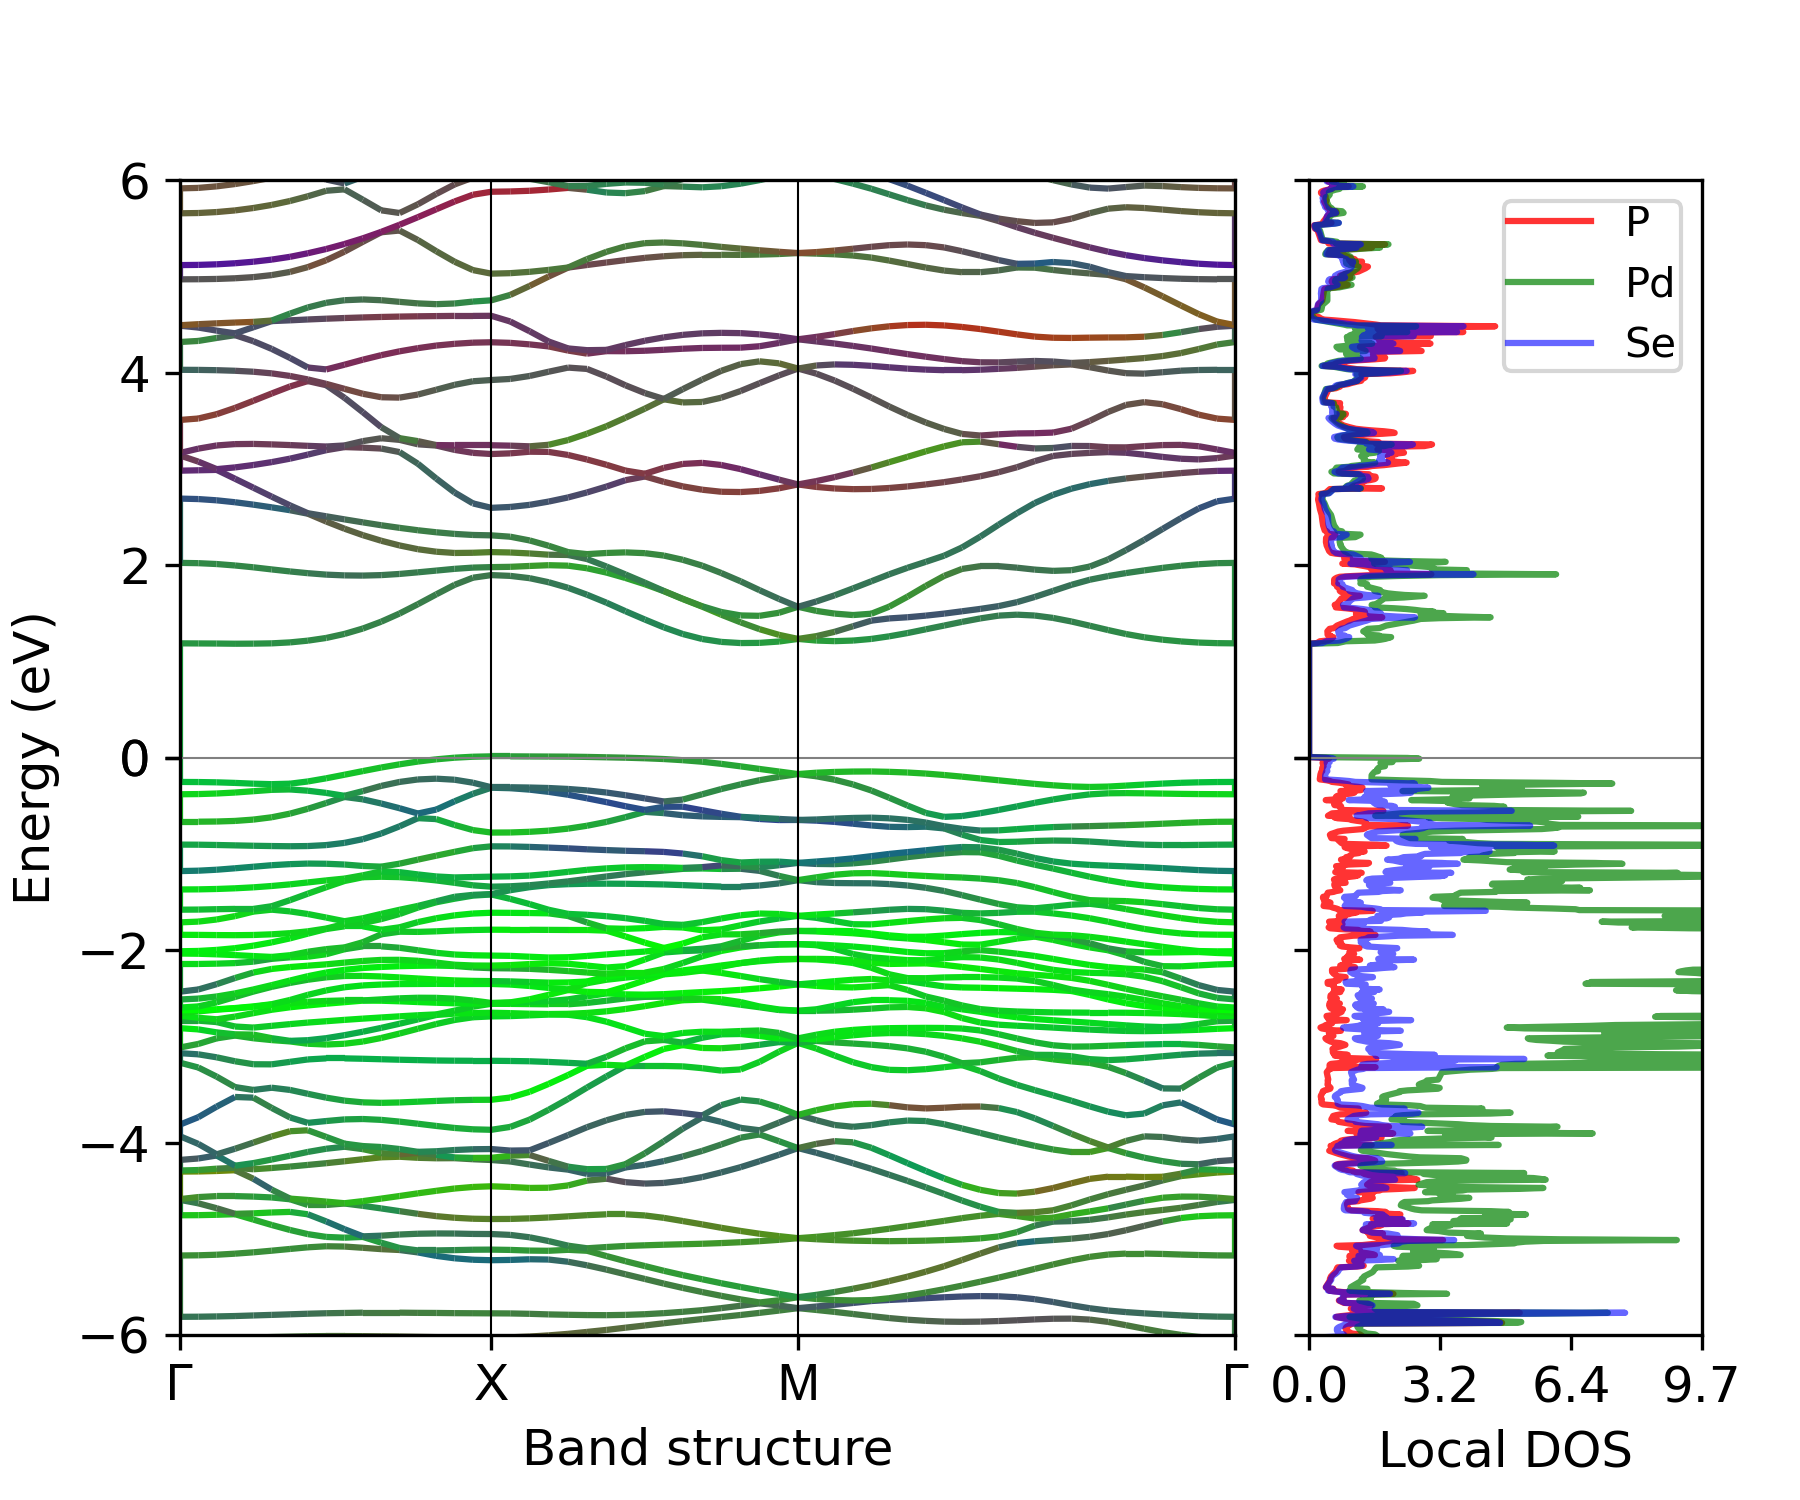 6
4
2
0
−2
−4
−6
Energy (eV)
Γ
X
M
Γ
Band structure
P
Pd
Se
0.0
3.2
6.4
9.7
Local DOS